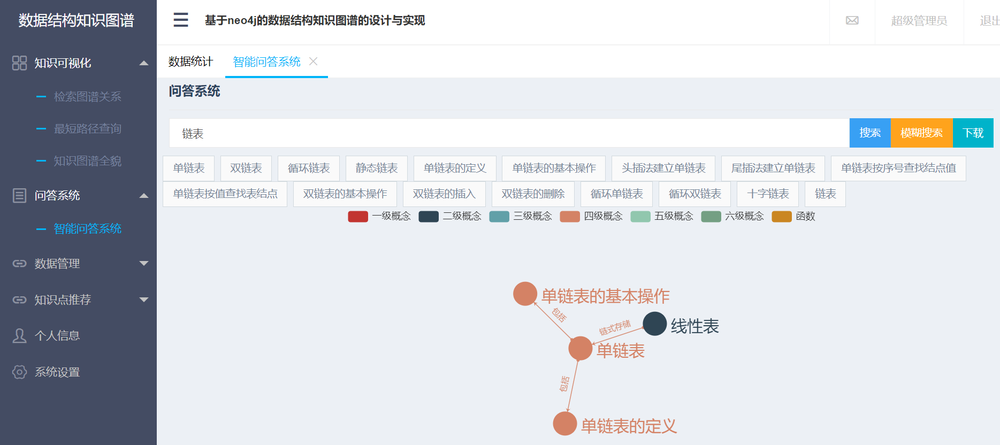 数据结构知识图谱
基于neo4j的数据结构知识图谱的设计与实现
超级管理员
退出
知识可视化
检索图谱关系
最短路径查询
知识图谱全貌
问答系统
智能问答系统
数据管理
知识点推荐
个人信息
系统设置
数据统计
智能问答系统
问答系统
链表
搜索
模糊搜索
下载
单链表
双链表
循环链表
静态链表
单链表的定义
单链表的基本操作
头插法建立单链表
尾插法建立单链表
单链表按序号查找结点值
单链表按值查找表结点
双链表的基本操作
双链表的插入
双链表的删除
循环单链表
循环双链表
十字链表
链表
一级概念
二级概念
三级概念
四级概念
五级概念
六级概念
函数
单链表的基本操作
包括
链式存储
线性表
单链表
包括
单链表的定义